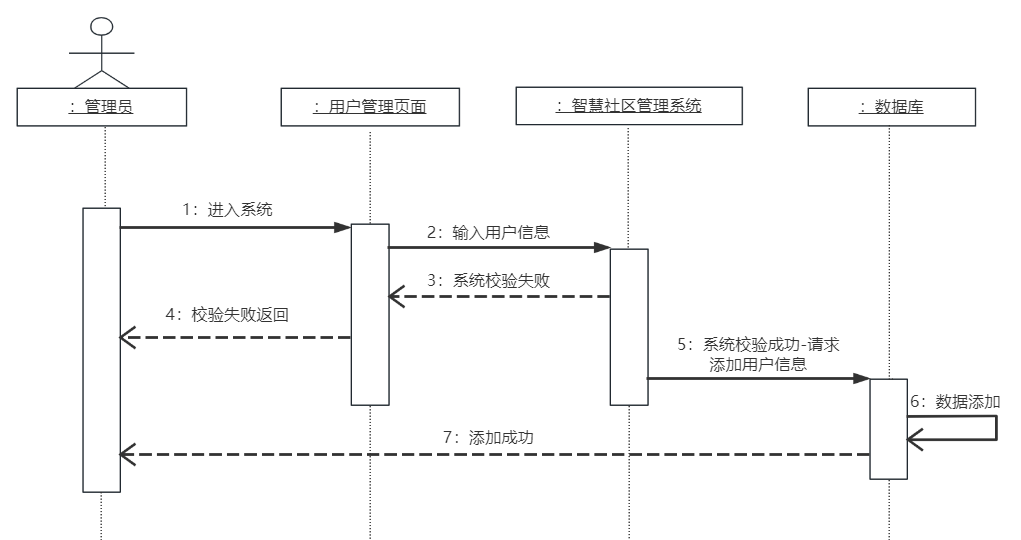 ：管理员
：用户管理页面
：智慧社区管理系统
：数据库
1：进入系统
2：输入用户信息
3：系统校验失败
4：校验失败返回
5：系统校验成功-请求
添加用户信息
6：数据添加
7：添加成功